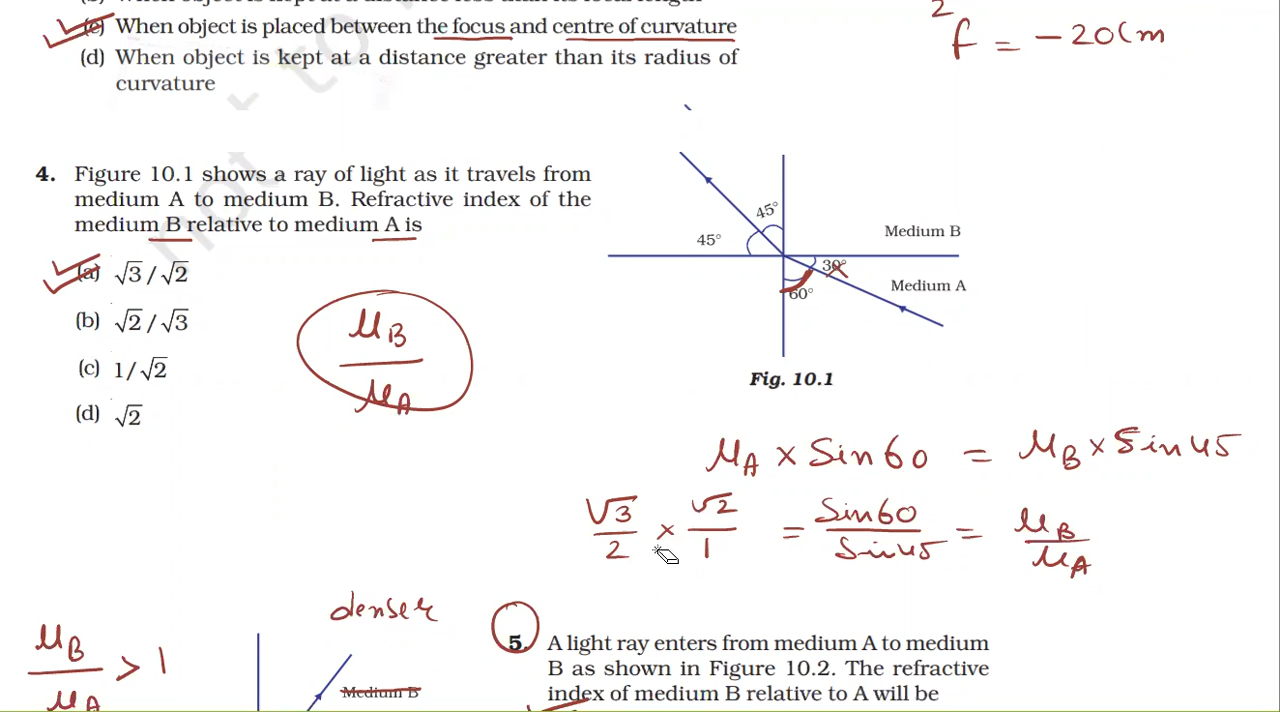 (c) When object is placed between the focus and centre of curvature
(d) When object is kept at a distance greater than its radius of
curvature
2
f = -20cm
not to
4. Figure 10.1 shows a ray of light as it travels from
medium A to medium B. Refractive index of the
medium B relative to medium A is
(a) √3/√2
(b) √2/√3
(c) 1/√2
(d) √2
μB
μA
45°
45°
Medium B
30°
Medium A
60°
Fig. 10.1
μA × Sin 60 = μB × Sin 45
√3/2 × √2/1 = Sin60/Sin45 = μB/μA
denser
μB/μA > 1
Medium B
5. A light ray enters from medium A to medium
B as shown in Figure 10.2. The refractive
index of medium B relative to A will be